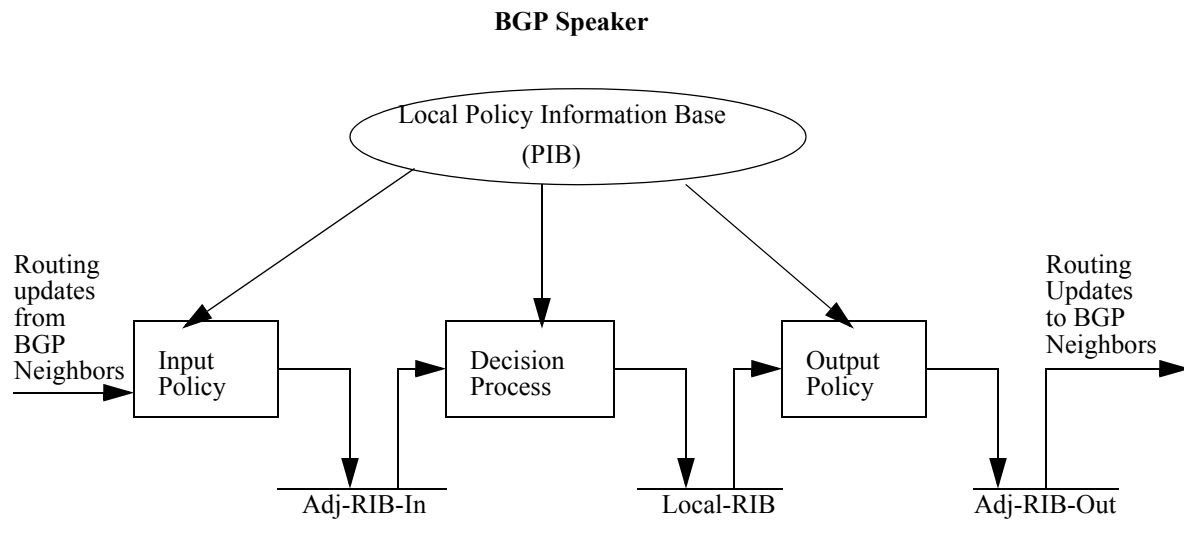 BGP Speaker
Local Policy Information Base
(PIB)
Routing
updates
from
BGP
Neighbors
Input
Policy
Decision
Process
Output
Policy
Routing
Updates
to BGP
Neighbors
Adj-RIB-In
Local-RIB
Adj-RIB-Out